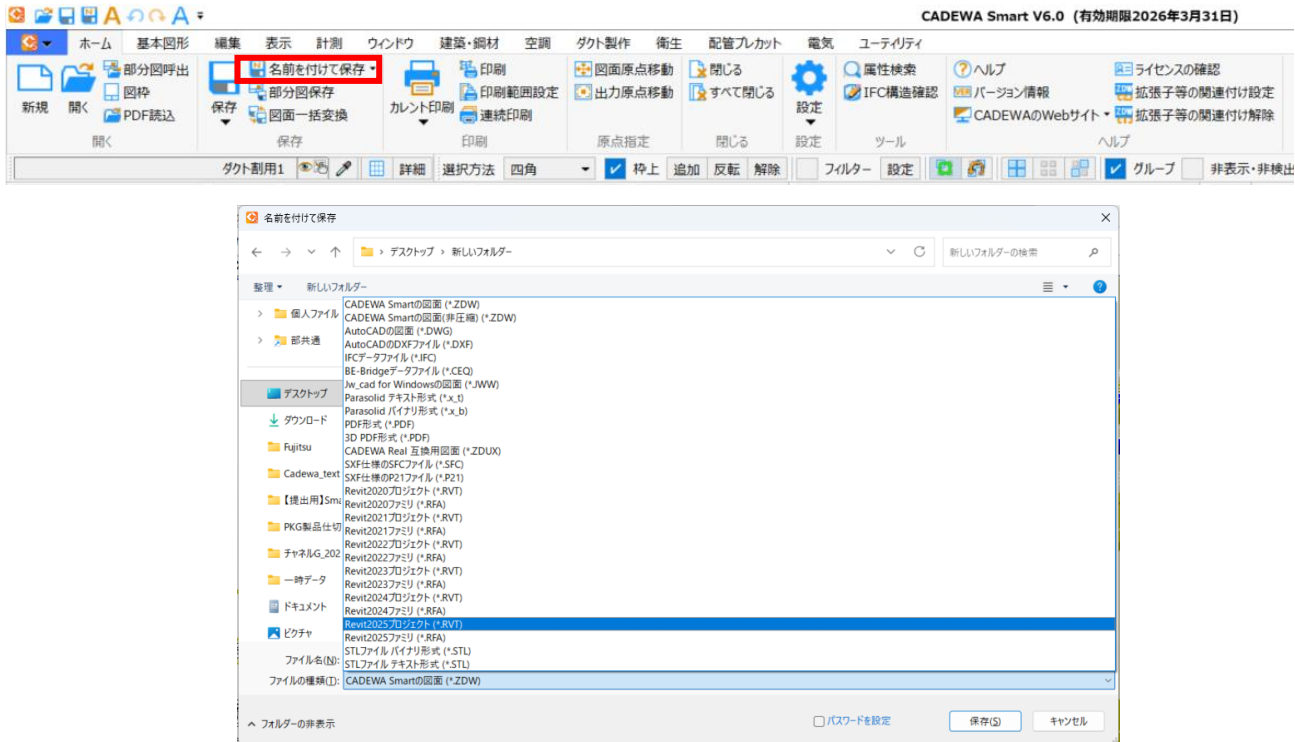 CADEWA Smart V6.0 (有効期限2026年3月31日)
ホーム 基本図形 編集 表示 計測 ウィンドウ 建築・鋼材 空調 ダクト製作 衛生 配管プレカット 電気 ユーティリティ
部分図呼出 名前を付けて保存 印刷 図面原点移動 閉じる 属性検索 ヘルプ ライセンスの確認
図枠 部分図保存 印刷範囲設定 出力原点移動 すべて閉じる IFC構造確認 バージョン情報 拡張子等の関連付け設定
新規 開く PDF読込 保存 図面一括変換 カレント印刷 連続印刷 設定 CADEWAのWebサイト 拡張子等の関連付け解除
開く 保存 印刷 原点指定 閉じる 設定 ツール ヘルプ
ダクト割用1 詳細 選択方法 四角 枠上 追加 反転 解除 フィルター 設定 グループ 非表示・非検出
名前を付けて保存
デスクトップ 新しいフォルダー 新しいフォルダーの検索
整理 新しいフォルダー
個人ファイル
部共通
デスクトップ
ダウンロード
Fujitsu
Cadewa_text
【提出用】Sma
PKG製品仕切
チャネルG_202
一時データ
ドキュメント
ピクチャ
CADEWA Smartの図面 (*.ZDW)
CADEWA Smartの図面(非圧縮) (*.ZDW)
AutoCADの図面 (*.DWG)
AutoCADのDXFファイル (*.DXF)
IFCデータファイル (*.IFC)
BE-Bridgeデータファイル (*.CEQ)
Jw_cad for Windowsの図面 (*.JWW)
Parasolid テキスト形式 (*.x_t)
Parasolid バイナリ形式 (*.x_b)
PDF形式 (*.PDF)
3D PDF形式 (*.PDF)
CADEWA Real 互換用図面 (*.ZDUX)
SXF仕様のSFCファイル (*.SFC)
SXF仕様のP21ファイル (*.P21)
Revit2020プロジェクト (*.RVT)
Revit2020ファミリ (*.RFA)
Revit2021プロジェクト (*.RVT)
Revit2021ファミリ (*.RFA)
Revit2022プロジェクト (*.RVT)
Revit2022ファミリ (*.RFA)
Revit2023プロジェクト (*.RVT)
Revit2023ファミリ (*.RFA)
Revit2024プロジェクト (*.RVT)
Revit2024ファミリ (*.RFA)
Revit2025プロジェクト (*.RVT)
Revit2025ファミリ (*.RFA)
STLファイル バイナリ形式 (*.STL)
STLファイル テキスト形式 (*.STL)
ファイル名(N):
ファイルの種類(T): CADEWA Smartの図面 (*.ZDW)
フォルダーの非表示 パスワードを設定 保存(S) キャンセル